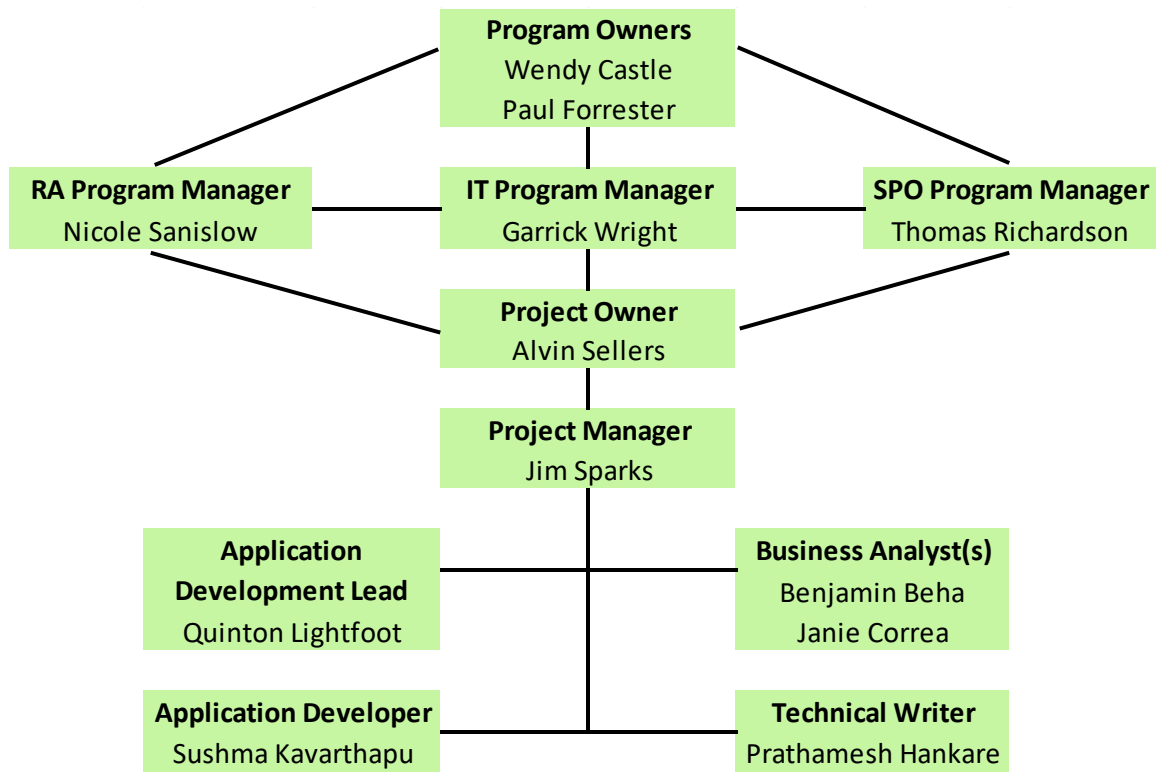 Program Owners
Wendy Castle
Paul Forrester
RA Program Manager
Nicole Sanislow
IT Program Manager
Garrick Wright
SPO Program Manager
Thomas Richardson
Project Owner
Alvin Sellers
Project Manager
Jim Sparks
Application
Development Lead
Quinton Lightfoot
Business Analyst(s)
Benjamin Beha
Janie Correa
Application Developer
Sushma Kavarthapu
Technical Writer
Prathamesh Hankare